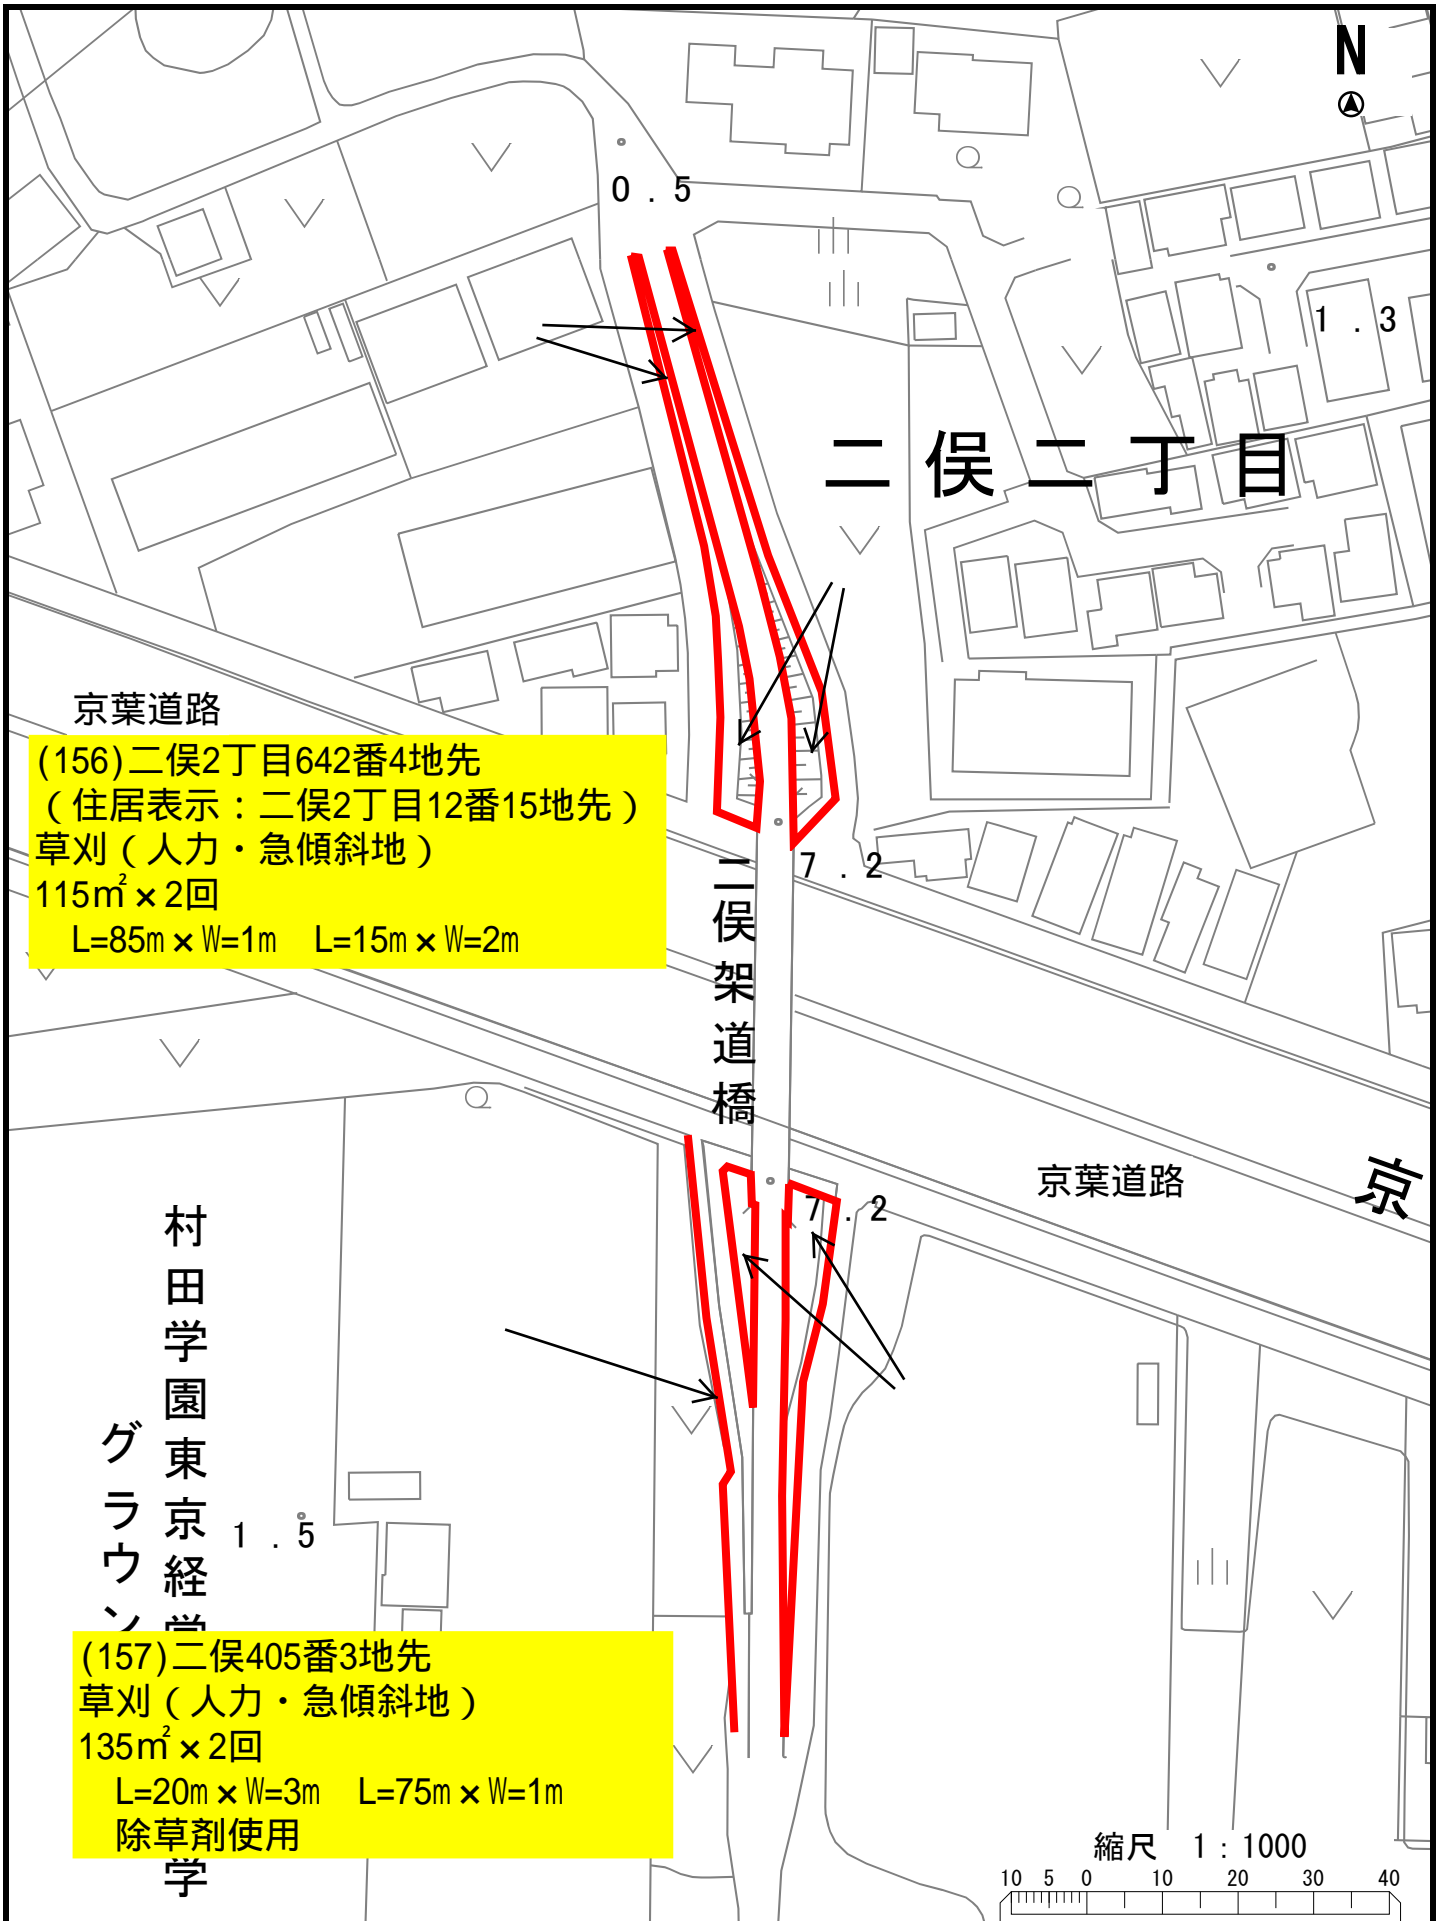 N
0.5
1.3
二俣二丁目
京葉道路
(156)二俣2丁目642番4地先
（住居表示：二俣2丁目12番15地先）
草刈（人力・急傾斜地）
115㎡×2回
L=85m×W=1m　L=15m×W=2m
7.2
二俣架道橋
京葉道路
京
7.2
村田学園東京経
学
グラウン
1.5
(157)二俣405番3地先
草刈（人力・急傾斜地）
135㎡×2回
L=20m×W=3m　L=75m×W=1m
除草剤使用
縮尺　1：1000
10 5 0 10 20 30 40